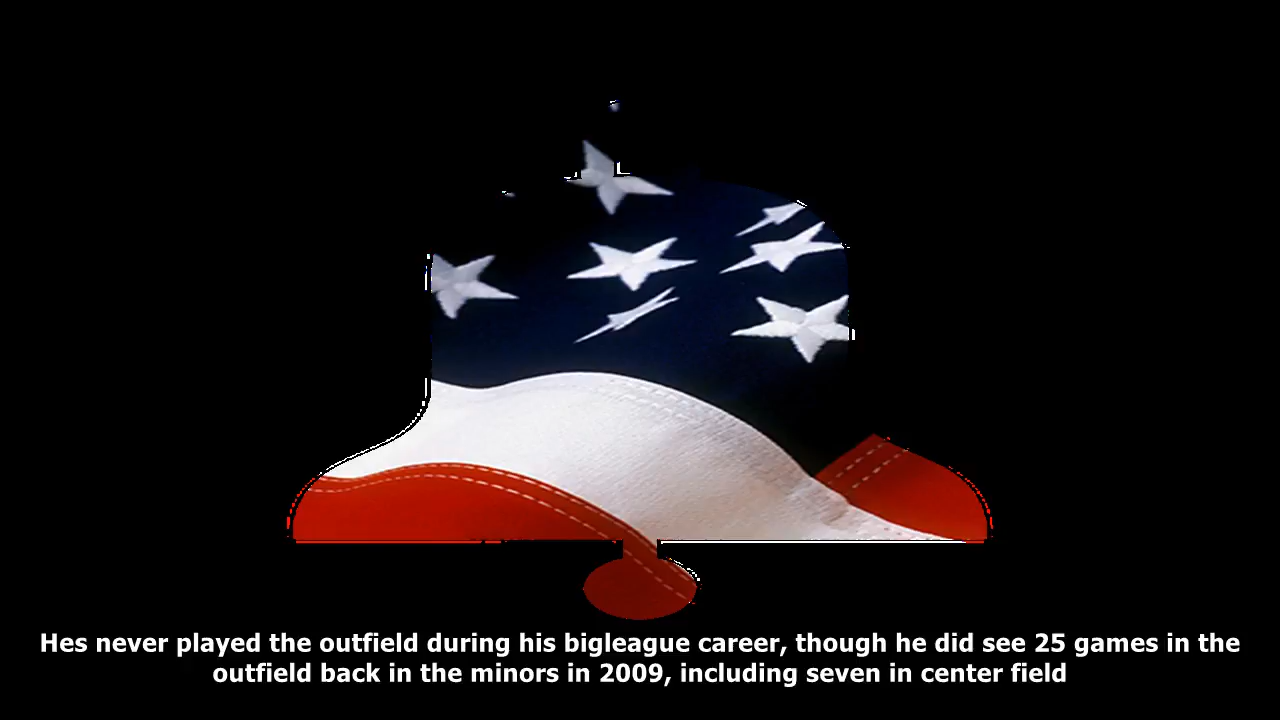 Hes never played the outfield during his bigleague career, though he did see 25 games in the
outfield back in the minors in 2009, including seven in center field